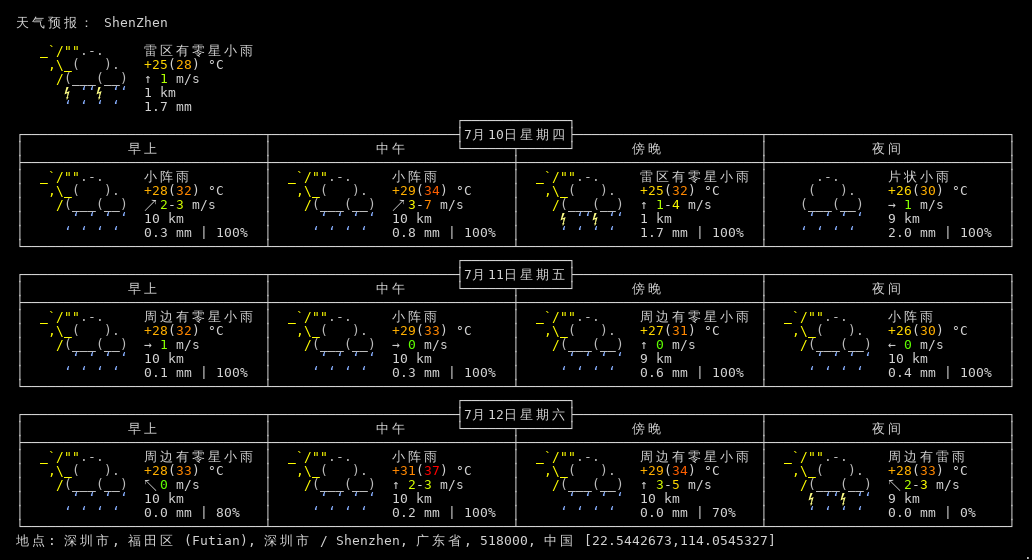 天气预报： ShenZhen
雷区有零星小雨
+25(28) °C
↑ 1 m/s
1 km
1.7 mm
7月10日星期四
早上 中午 傍晚 夜间
小阵雨 小阵雨 雷区有零星小雨 片状小雨
+28(32) °C +29(34) °C +25(32) °C +26(30) °C
↗ 2-3 m/s ↗ 3-7 m/s ↑ 1-4 m/s → 1 m/s
10 km 10 km 1 km 9 km
0.3 mm | 100% 0.8 mm | 100% 1.7 mm | 100% 2.0 mm | 100%
7月11日星期五
早上 中午 傍晚 夜间
周边有零星小雨 小阵雨 周边有零星小雨 小阵雨
+28(32) °C +29(33) °C +27(31) °C +26(30) °C
→ 1 m/s → 0 m/s ↑ 0 m/s ← 0 m/s
10 km 10 km 9 km 10 km
0.1 mm | 100% 0.3 mm | 100% 0.6 mm | 100% 0.4 mm | 100%
7月12日星期六
早上 中午 傍晚 夜间
周边有零星小雨 小阵雨 周边有零星小雨 周边有雷雨
+28(33) °C +31(37) °C +29(34) °C +28(33) °C
↖ 0 m/s ↑ 2-3 m/s ↑ 3-5 m/s ↖ 2-3 m/s
10 km 10 km 10 km 9 km
0.0 mm | 80% 0.2 mm | 100% 0.0 mm | 70% 0.0 mm | 0%
地点: 深圳市, 福田区 (Futian), 深圳市 / Shenzhen, 广东省, 518000, 中国 [22.5442673,114.0545327]